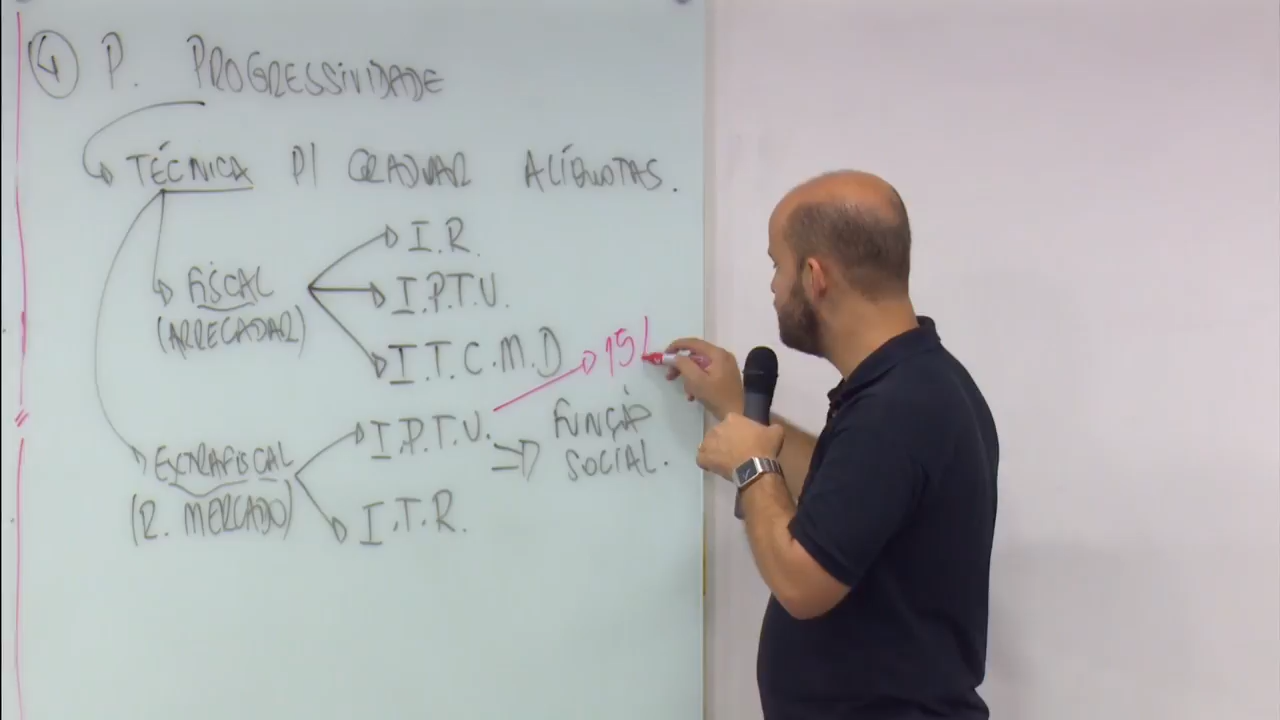 4 P. PROGRESSIVIDADE
TÉCNICA P/ GRADUAR ALÍQUOTAS.
FISCAL
(ARRECADAR)
I.R.
I.P.T.U.
I.T.C.M.D
15
EXTRAFISCAL
(R. MERCADO)
I.P.T.U.
FUNÇÃO
SOCIAL.
I.T.R.